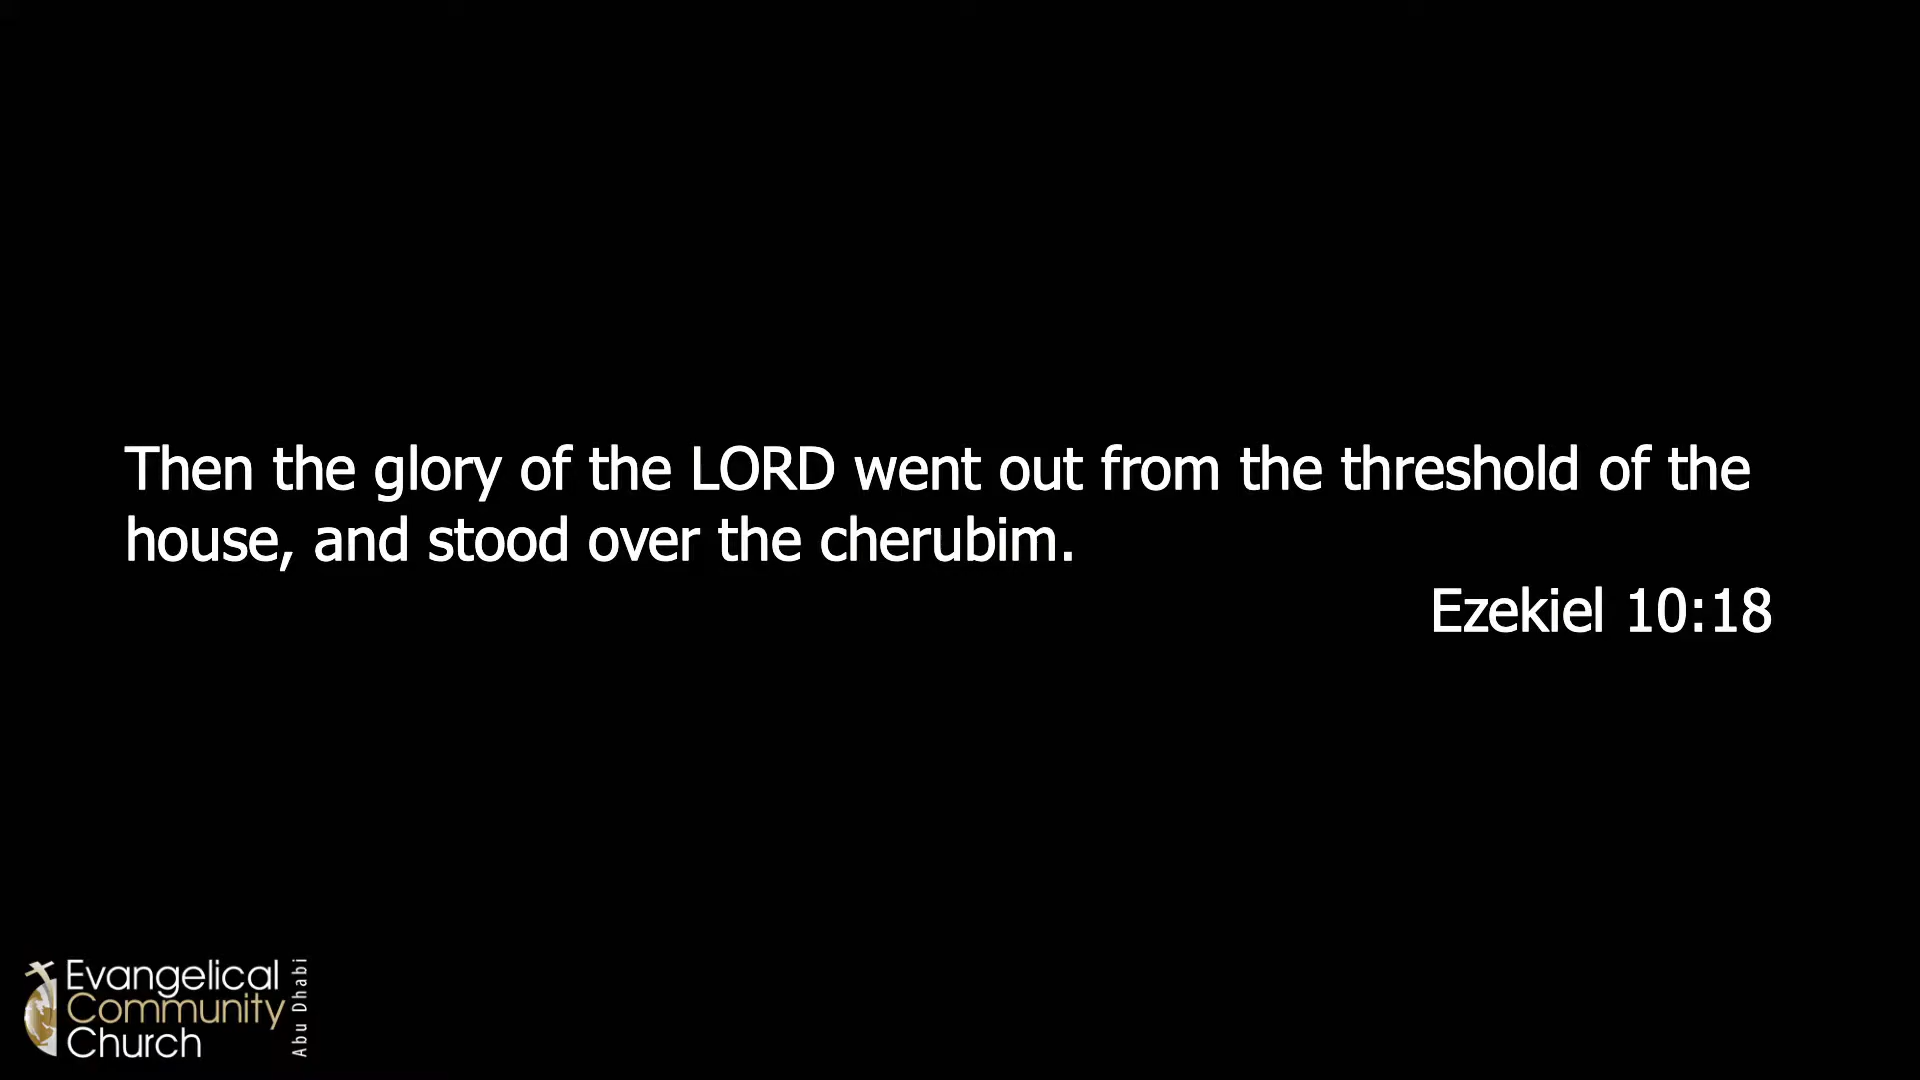 Then the glory of the LORD went out from the threshold of the
house, and stood over the cherubim.
Ezekiel 10:18
Evangelical
Community
Church
Abu Dhabi